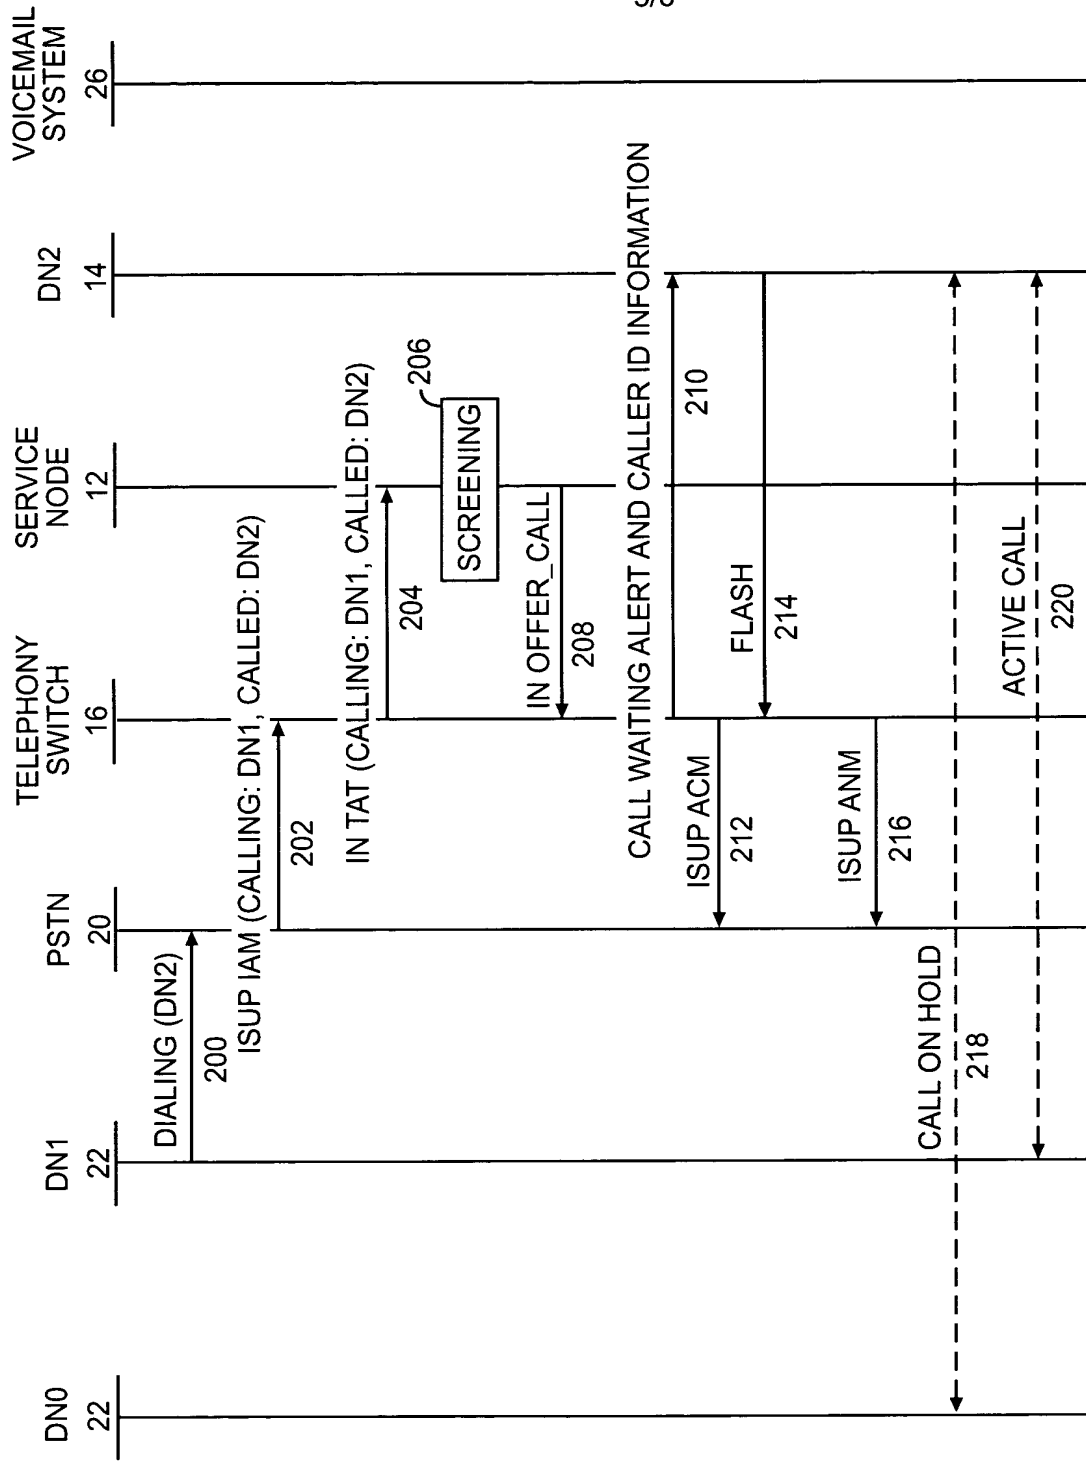 DN0
22
DN1
22
PSTN
20
TELEPHONY
SWITCH
16
SERVICE
NODE
12
DN2
14
VOICEMAIL
SYSTEM
26
DIALING (DN2)
200
ISUP IAM (CALLING: DN1, CALLED: DN2)
202
IN TAT (CALLING: DN1, CALLED: DN2)
204
206
SCREENING
IN OFFER_CALL
208
CALL WAITING ALERT AND CALLER ID INFORMATION
210
ISUP ACM
212
FLASH
214
ISUP ANM
216
CALL ON HOLD
218
ACTIVE CALL
220